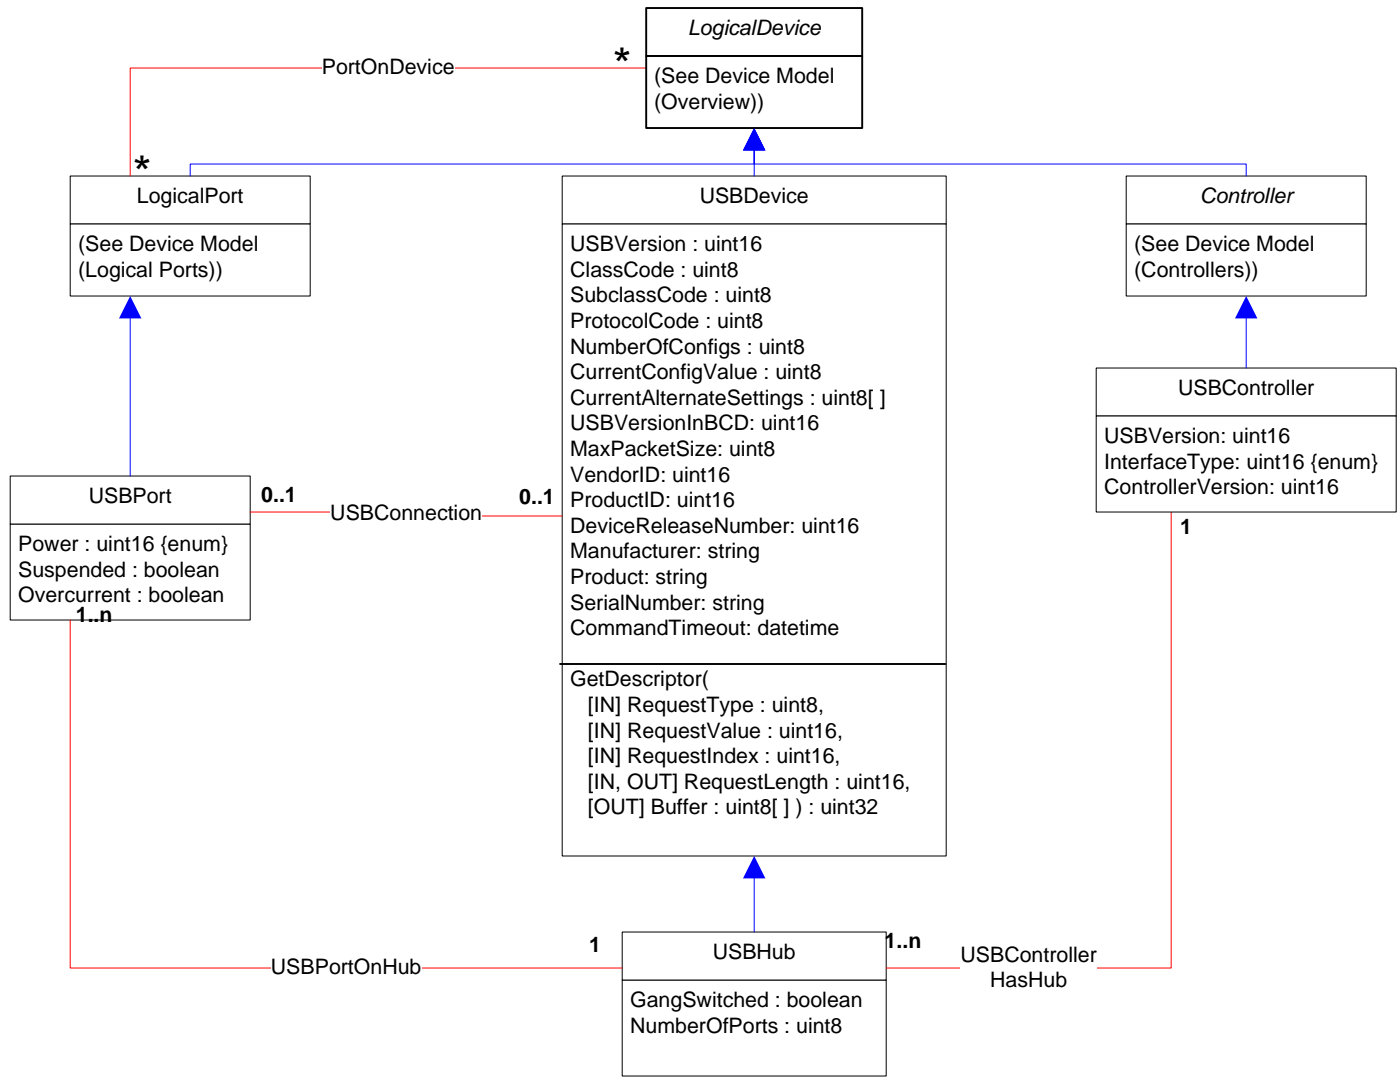 LogicalDevice
(See Device Model
(Overview))
PortOnDevice
*
*
LogicalPort
(See Device Model
(Logical Ports))
USBDevice
USBVersion : uint16
ClassCode : uint8
SubclassCode : uint8
ProtocolCode : uint8
NumberOfConfigs : uint8
CurrentConfigValue : uint8
CurrentAlternateSettings : uint8[ ]
USBVersionInBCD: uint16
MaxPacketSize: uint8
VendorID: uint16
ProductID: uint16
DeviceReleaseNumber: uint16
Manufacturer: string
Product: string
SerialNumber: string
CommandTimeout: datetime
GetDescriptor(
[IN] RequestType : uint8,
[IN] RequestValue : uint16,
[IN] RequestIndex : uint16,
[IN, OUT] RequestLength : uint16,
[OUT] Buffer : uint8[ ] ) : uint32
Controller
(See Device Model
(Controllers))
USBController
USBVersion: uint16
InterfaceType: uint16 {enum}
ControllerVersion: uint16
1
USBPort
Power : uint16 {enum}
Suspended : boolean
Overcurrent : boolean
1..n
0..1
USBConnection
0..1
USBPortOnHub
1
USBHub
GangSwitched : boolean
NumberOfPorts : uint8
1..n
USBController
HasHub